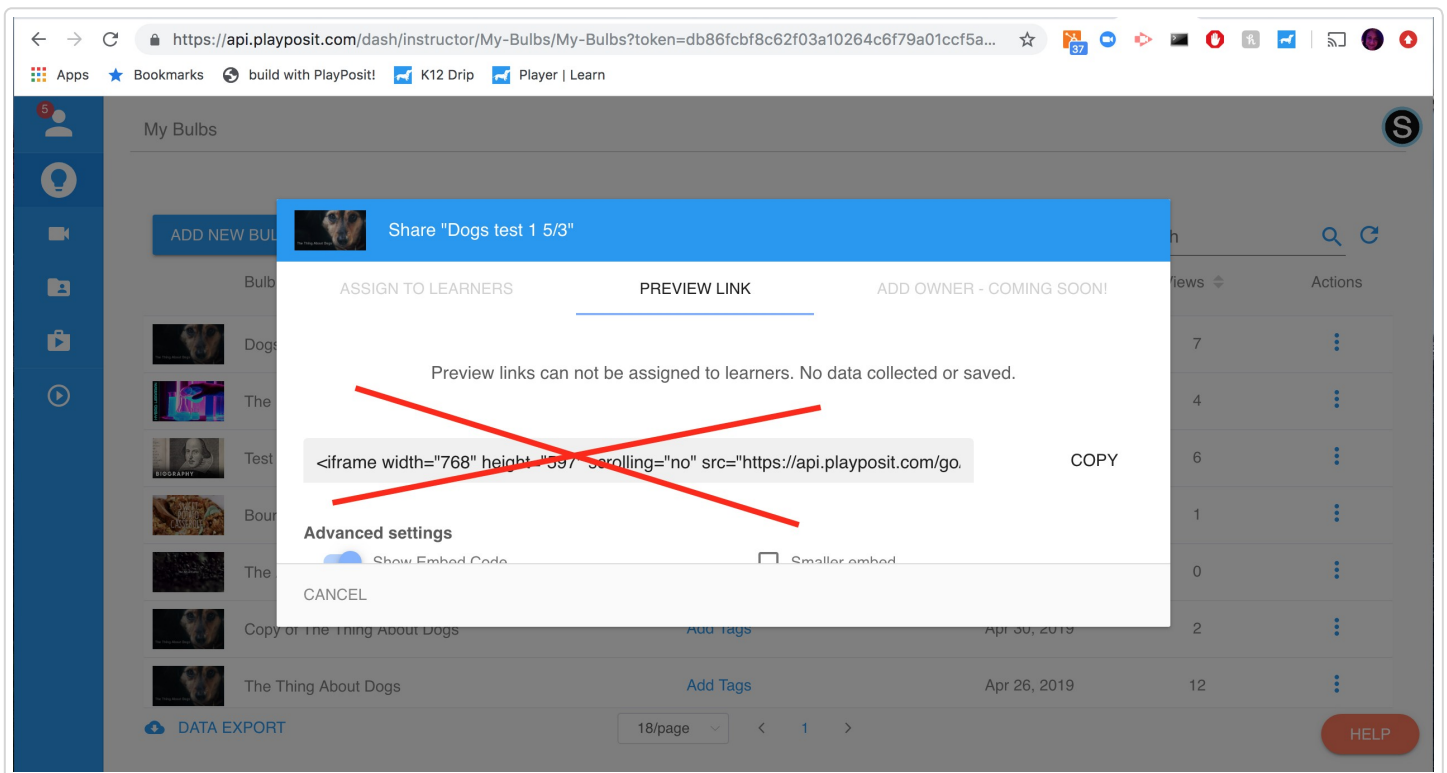 https://api.playposit.com/dash/instructor/My-Bulbs/My-Bulbs?token=db86fcbf8c62f03a10264c6f79a01ccf5a...
37
Apps Bookmarks build with PlayPosit! K12 Drip Player | Learn
5
My Bulbs
S
ADD NEW BUL
Share "Dogs test 1 5/3"
h
Bulb
ASSIGN TO LEARNERS PREVIEW LINK ADD OWNER - COMING SOON!
Views Actions
Dogs
7
Preview links can not be assigned to learners. No data collected or saved.
The
4
Test
<iframe width="768" height="597" scrolling="no" src="https://api.playposit.com/go/
COPY
6
BIOGRAPHY
Bour
1
Advanced settings
Show Embed Code Smaller embed
The
0
CANCEL
Copy of The Thing About Dogs Add Tags Apr 30, 2019 2
The Thing About Dogs Add Tags Apr 26, 2019 12
DATA EXPORT 18/page < 1 >
HELP